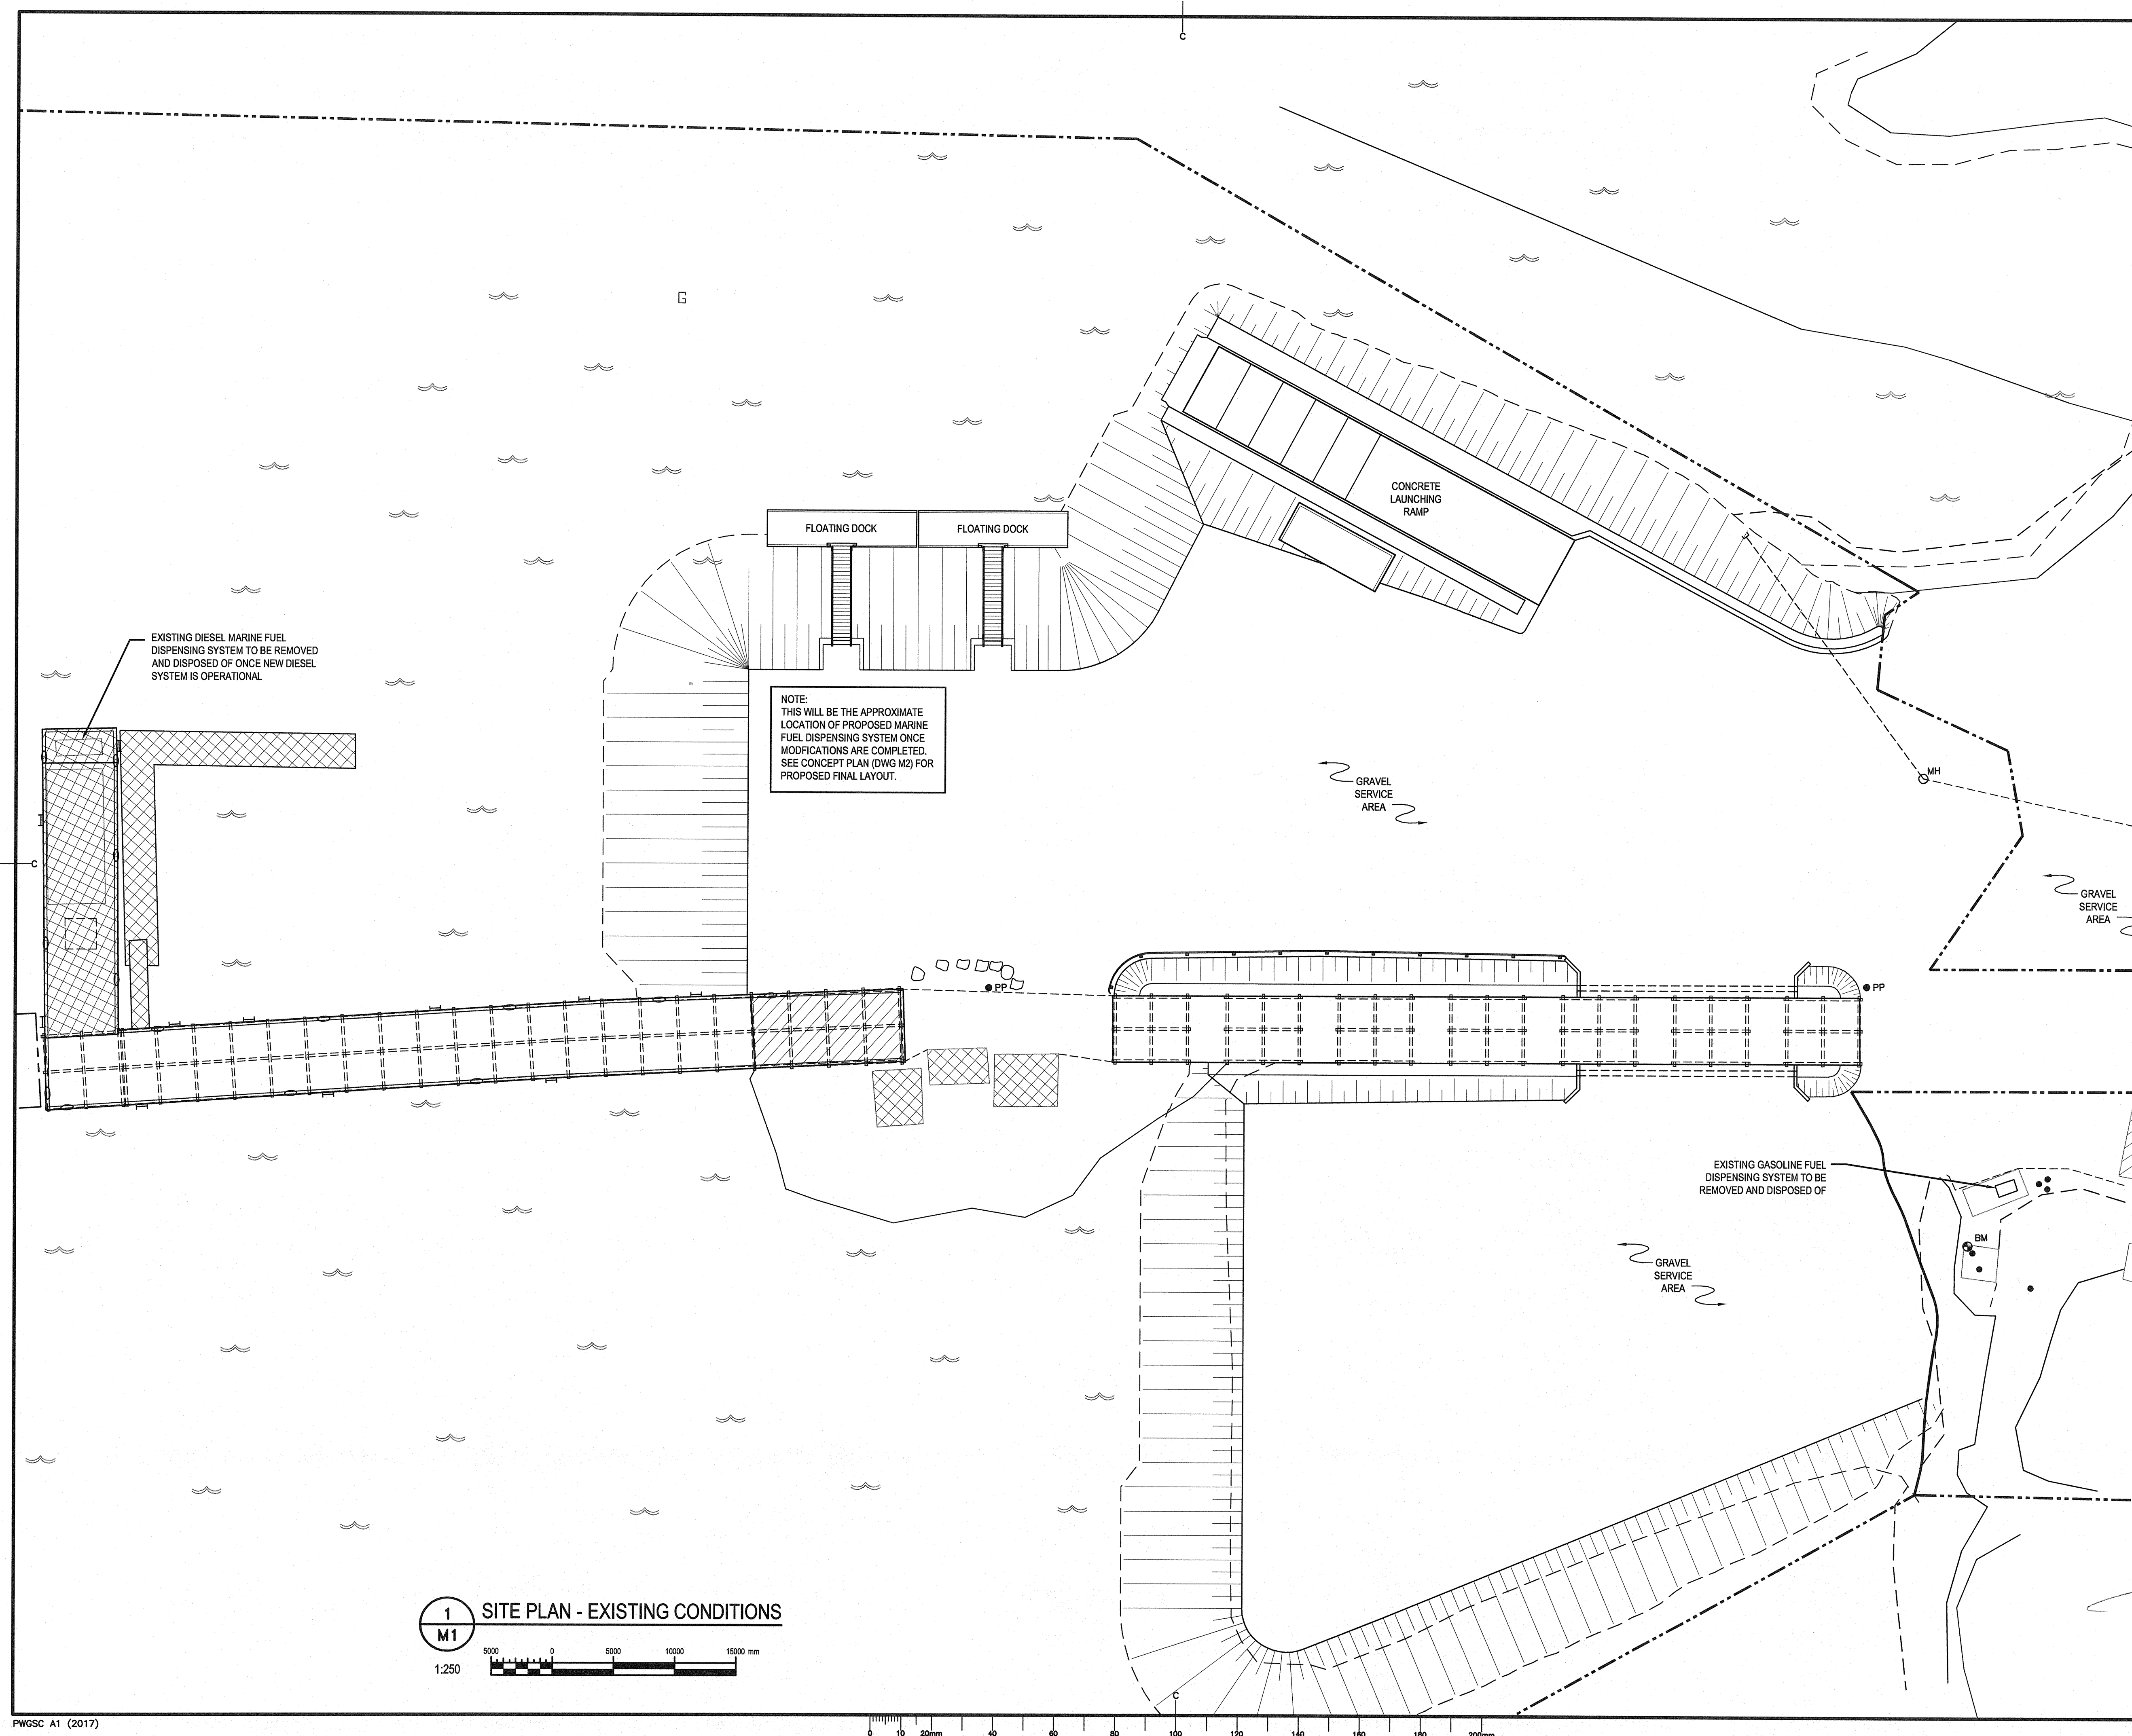 C
G
CONCRETE
LAUNCHING
RAMP
FLOATING DOCK
FLOATING DOCK
EXISTING DIESEL MARINE FUEL
DISPENSING SYSTEM TO BE REMOVED
AND DISPOSED OF ONCE NEW DIESEL
SYSTEM IS OPERATIONAL
NOTE:
THIS WILL BE THE APPROXIMATE
LOCATION OF PROPOSED MARINE
FUEL DISPENSING SYSTEM ONCE
MODFICATIONS ARE COMPLETED.
SEE CONCEPT PLAN (DWG M2) FOR
PROPOSED FINAL LAYOUT.
GRAVEL
SERVICE
AREA
MH
C
GRAVEL
SERVICE
AREA
PP
PP
EXISTING GASOLINE FUEL
DISPENSING SYSTEM TO BE
REMOVED AND DISPOSED OF
BM
GRAVEL
SERVICE
AREA
1
M1
SITE PLAN - EXISTING CONDITIONS
1:250
5000 0 5000 10000 15000 mm
C
PWGSC A1 (2017)
0 10 20mm 40 60 80 100 120 140 160 180 200mm